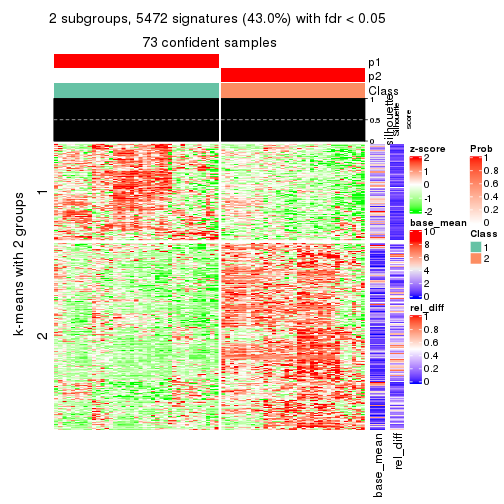 2 subgroups, 5472 signatures (43.0%) with fdr < 0.05
73 confident samples
p1
p2
Class
1
0.5
0
silhouette
Silhouette
score
k-means with 2 groups
1
2
z-score
2
1
0
-1
-2
base_mean
10
8
6
4
2
0
rel_diff
1
0.8
0.6
0.4
0.2
0
Prob
1
0.8
0.6
0.4
0.2
0
Class
1
2
base_mean
rel_diff